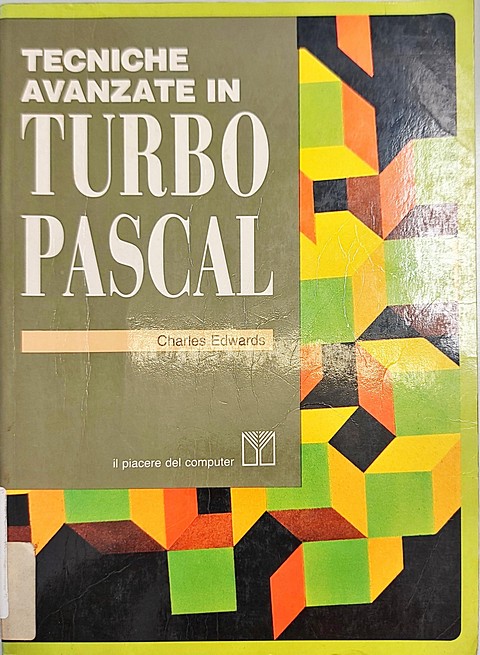 TECNICHE
AVANZATE IN
TURBO
PASCAL
Charles Edwards
il piacere del computer